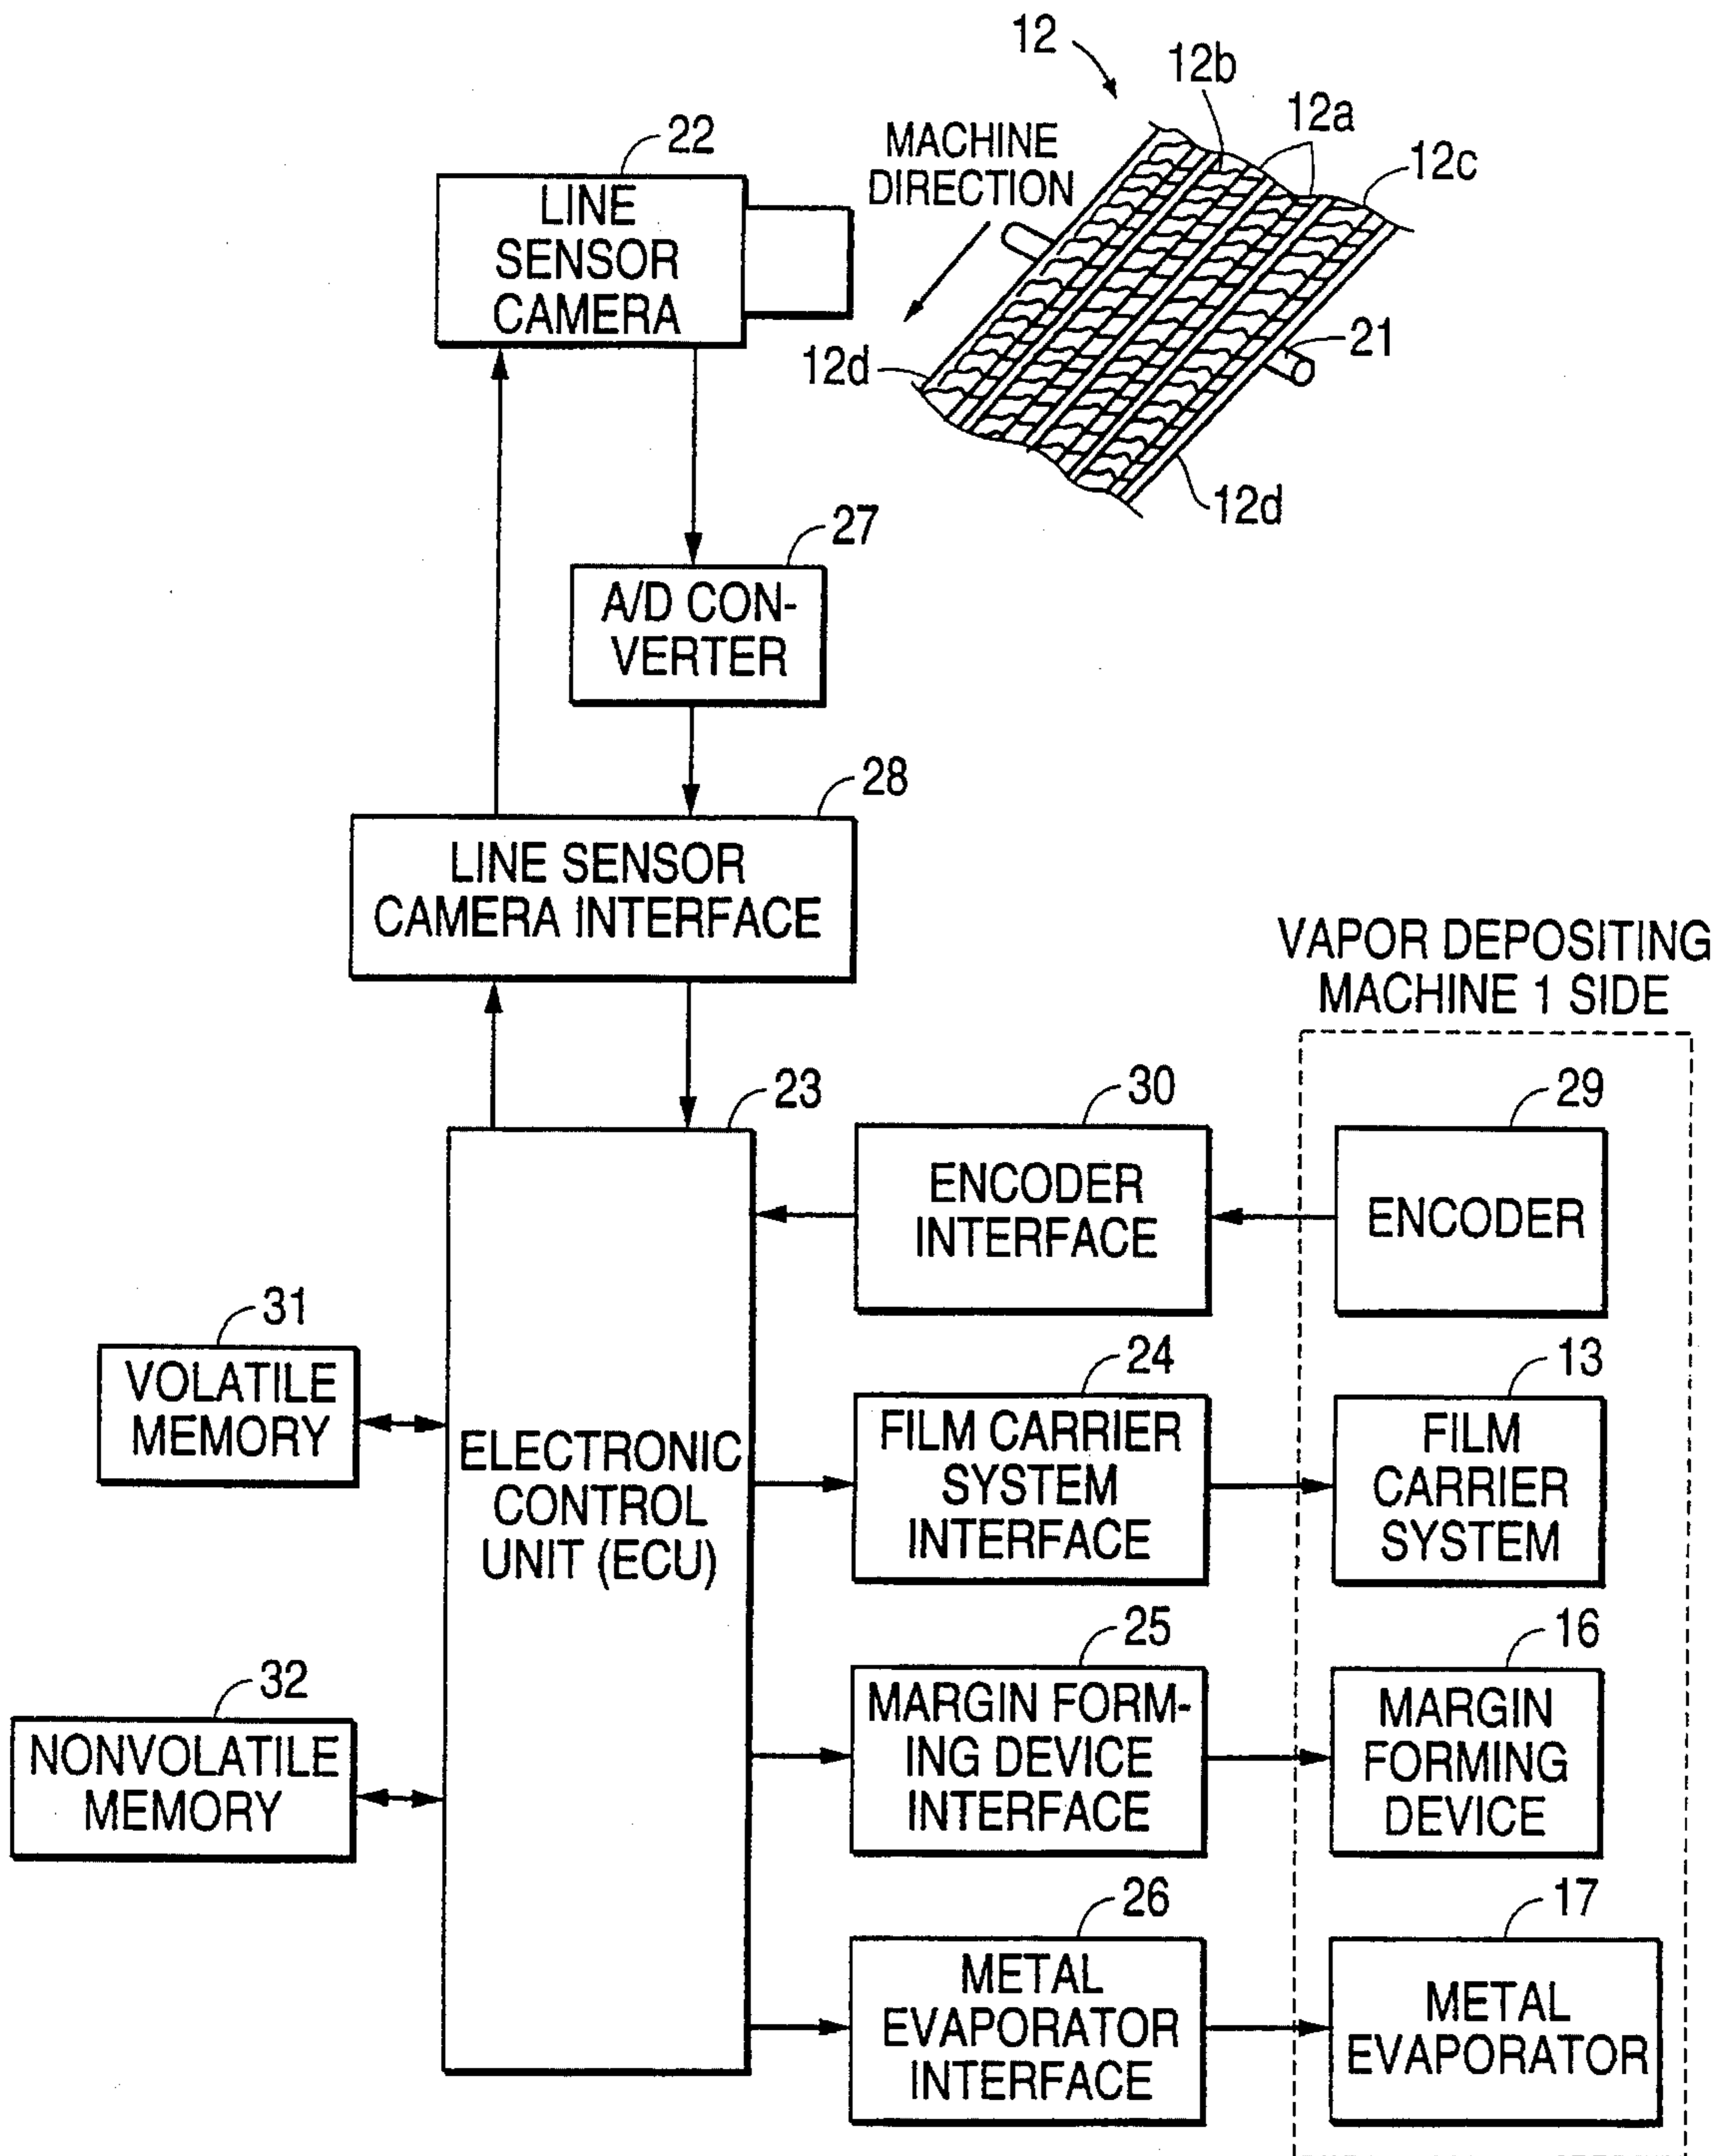 12
12b
12a
12c
MACHINE
DIRECTION
22
LINE
SENSOR
CAMERA
21
12d
12d
27
A/D CON-
VERTER
28
LINE SENSOR
CAMERA INTERFACE
VAPOR DEPOSITING
MACHINE 1 SIDE
23
30
29
ENCODER
INTERFACE
ENCODER
31
VOLATILE
MEMORY
24
13
ELECTRONIC
CONTROL
UNIT (ECU)
FILM CARRIER
SYSTEM
INTERFACE
FILM
CARRIER
SYSTEM
32
NONVOLATILE
MEMORY
25
16
MARGIN FORM-
ING DEVICE
INTERFACE
MARGIN
FORMING
DEVICE
26
17
METAL
EVAPORATOR
INTERFACE
METAL
EVAPORATOR